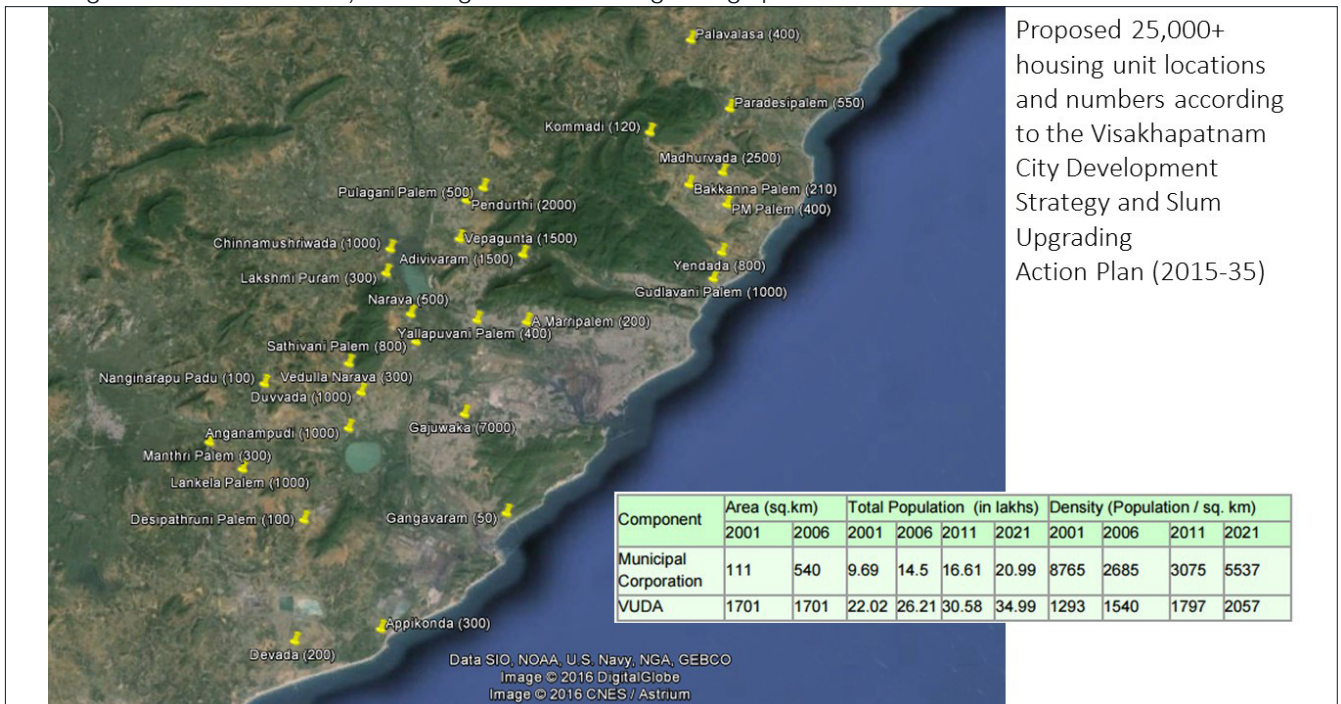 Palavalasa (400)
Paradesipalem (550)
Kommadi (120)
Madhurvada (2500)
Bakkanna Palem (210)
Pulagani Palem (500)
Pendurthi (2000)
PM Palem (400)
Chinnamushriwada (1000)
Vepagunta (1500)
Adivivaram (1500)
Yendada (800)
Lakshmi Puram (300)
Gudlavani Palem (1000)
Narava (500)
A Marripalem (200)
Yallapuvani Palem (400)
Sathivani Palem (800)
Nanginarapu Padu (100)
Vedulla Narava (300)
Duvvada (1000)
Anganampudi (1000)
Gajuwaka (7000)
Manthri Palem (300)
Lankela Palem (1000)
Desipathruni Palem (100)
Gangavaram (50)
Appikonda (300)
Devada (200)
Data SIO, NOAA, U.S. Navy, NGA, GEBCO
Image © 2016 DigitalGlobe
Image © 2016 CNES / Astrium
Proposed 25,000+
housing unit locations
and numbers according
to the Visakhapatnam
City Development
Strategy and Slum
Upgrading
Action Plan (2015-35)
Component Area (sq.km) Total Population (in lakhs) Density (Population / sq. km)
2001 2006 2001 2006 2011 2021 2001 2006 2011 2021
Municipal
Corporation 111 540 9.69 14.5 16.61 20.99 8765 2685 3075 5537
VUDA 1701 1701 22.02 26.21 30.58 34.99 1293 1540 1797 2057